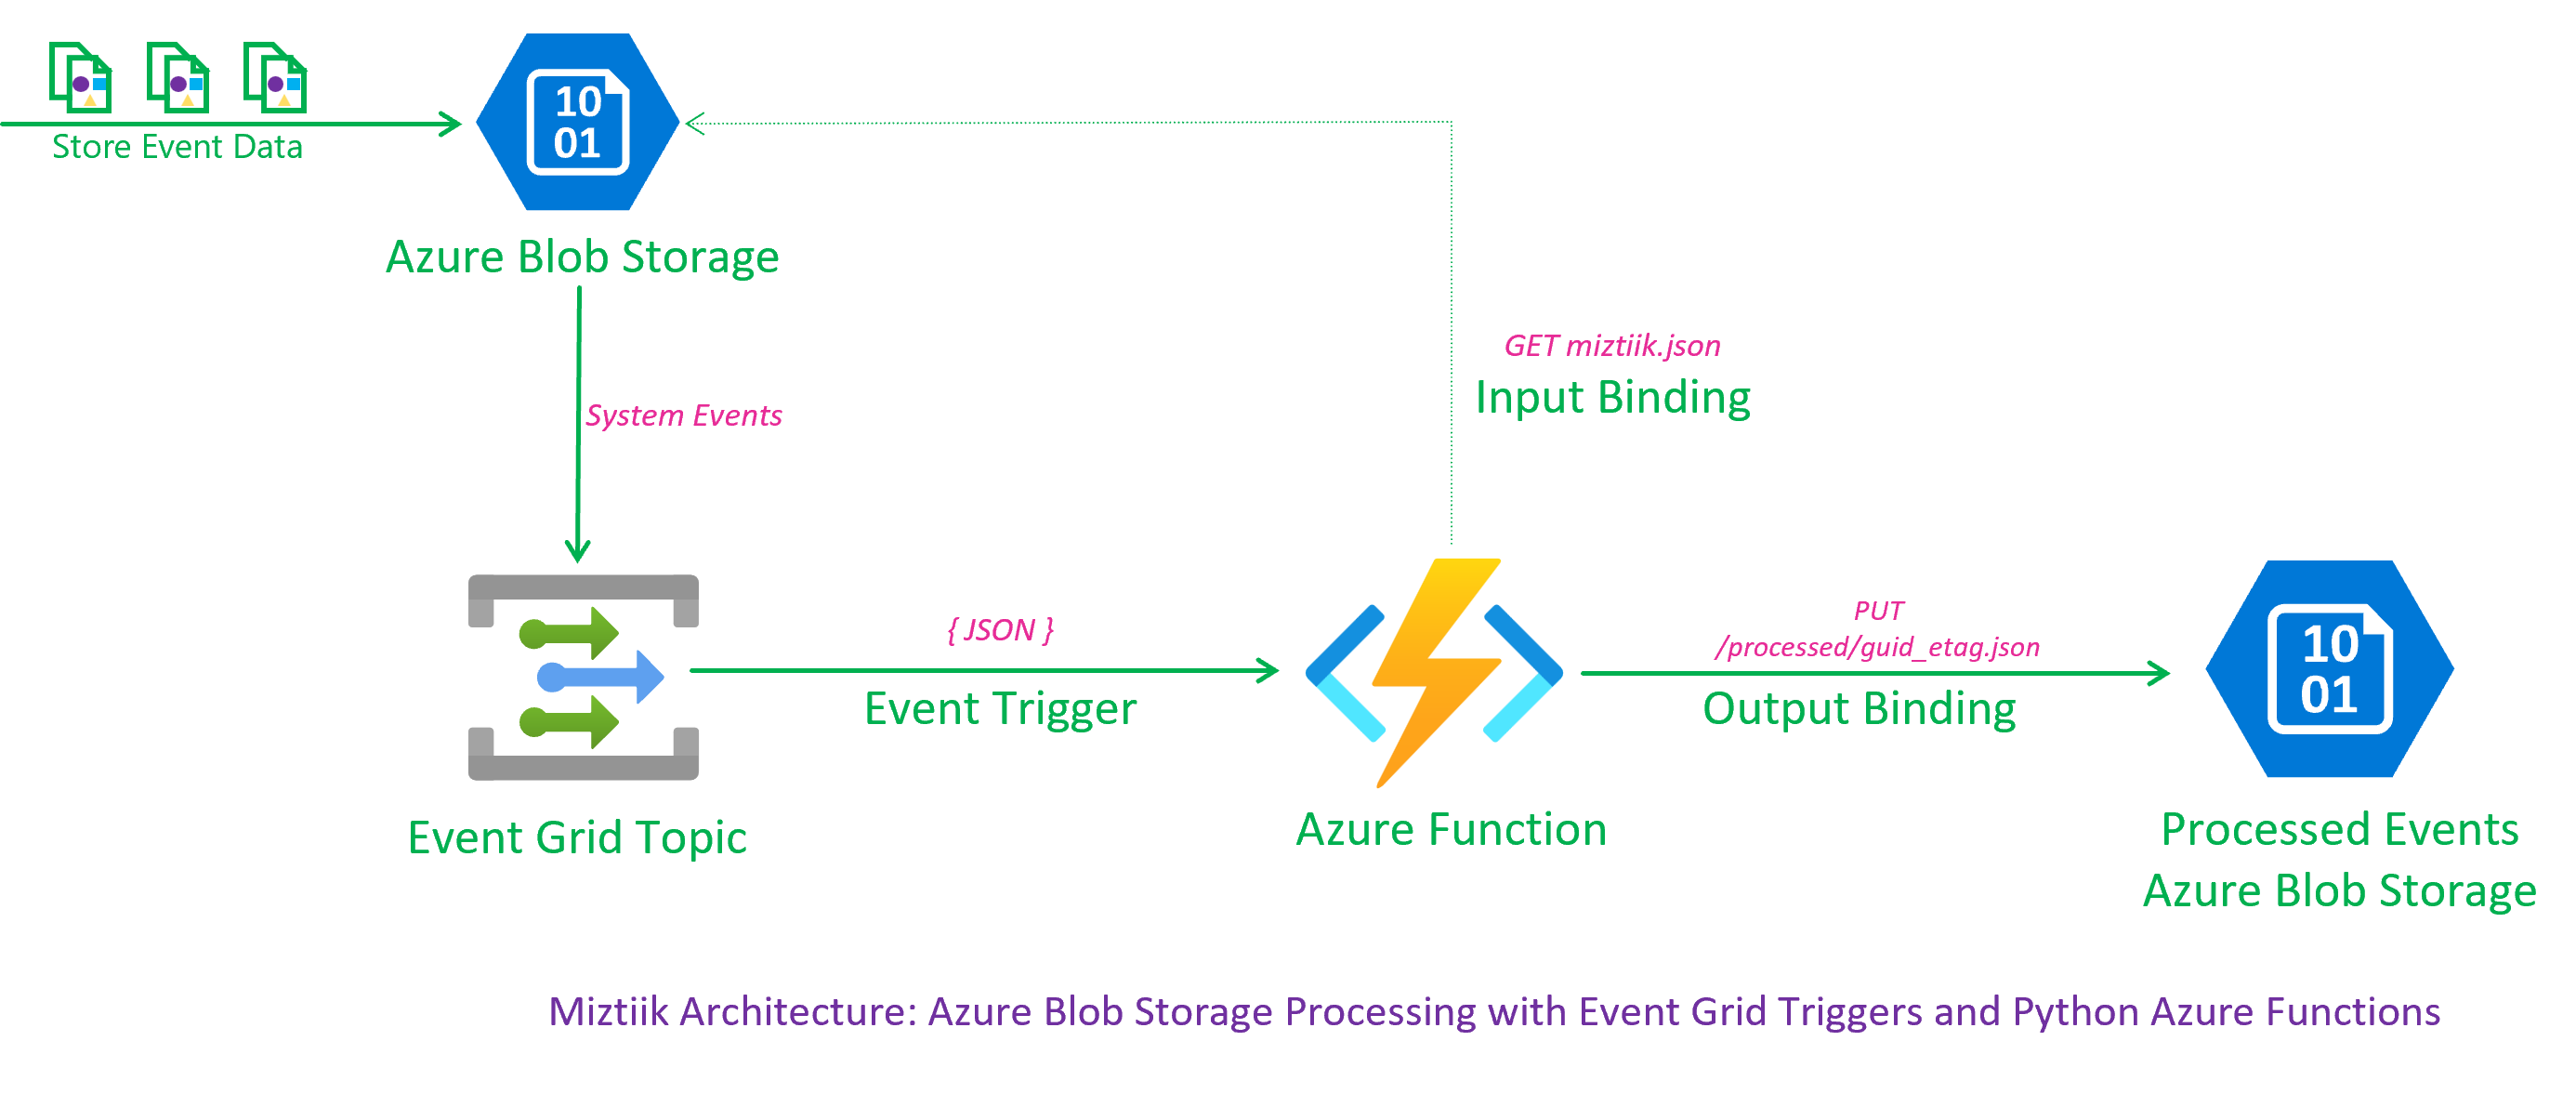 Store Event Data
10
01
Azure Blob Storage
GET miztiik.json
Input Binding
System Events
{ JSON }
Event Trigger
PUT
/processed/guid_etag.json
Output Binding
10
01
Event Grid Topic
Azure Function
Processed Events
Azure Blob Storage
Miztiik Architecture: Azure Blob Storage Processing with Event Grid Triggers and Python Azure Functions